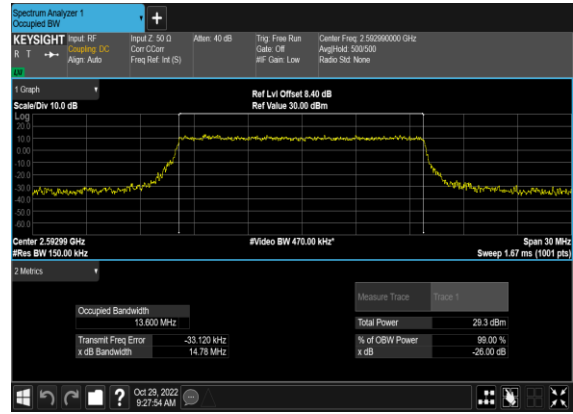 Spectrum Analyzer 1
Occupied BW
+
KEYSIGHT
R T
LW
Input: RF
Coupling: DC
Align: Auto
Input Z: 50 Ω
Corr CCorr
Freq Ref: Int (S)
Atten: 40 dB
Trig: Free Run
Gate: Off
#IF Gain: Low
Center Freq: 2.592990000 GHz
Avg|Hold: 500/500
Radio Std: None
1 Graph
Scale/Div 10.0 dB
Ref Lvl Offset 8.40 dB
Ref Value 30.00 dBm
Log
20.0
10.0
0.00
-10.0
-20.0
-30.0
-40.0
-50.0
-60.0
Center 2.59299 GHz
#Res BW 150.00 kHz
#Video BW 470.00 kHz*
Span 30 MHz
Sweep 1.67 ms (1001 pts)
2 Metrics
Measure Trace Trace 1
Occupied Bandwidth
13.600 MHz
Total Power 29.3 dBm
Transmit Freq Error -33.120 kHz
x dB Bandwidth 14.78 MHz
% of OBW Power 99.00 %
x dB -26.00 dB
?
Oct 29, 2022
9:27:54 AM